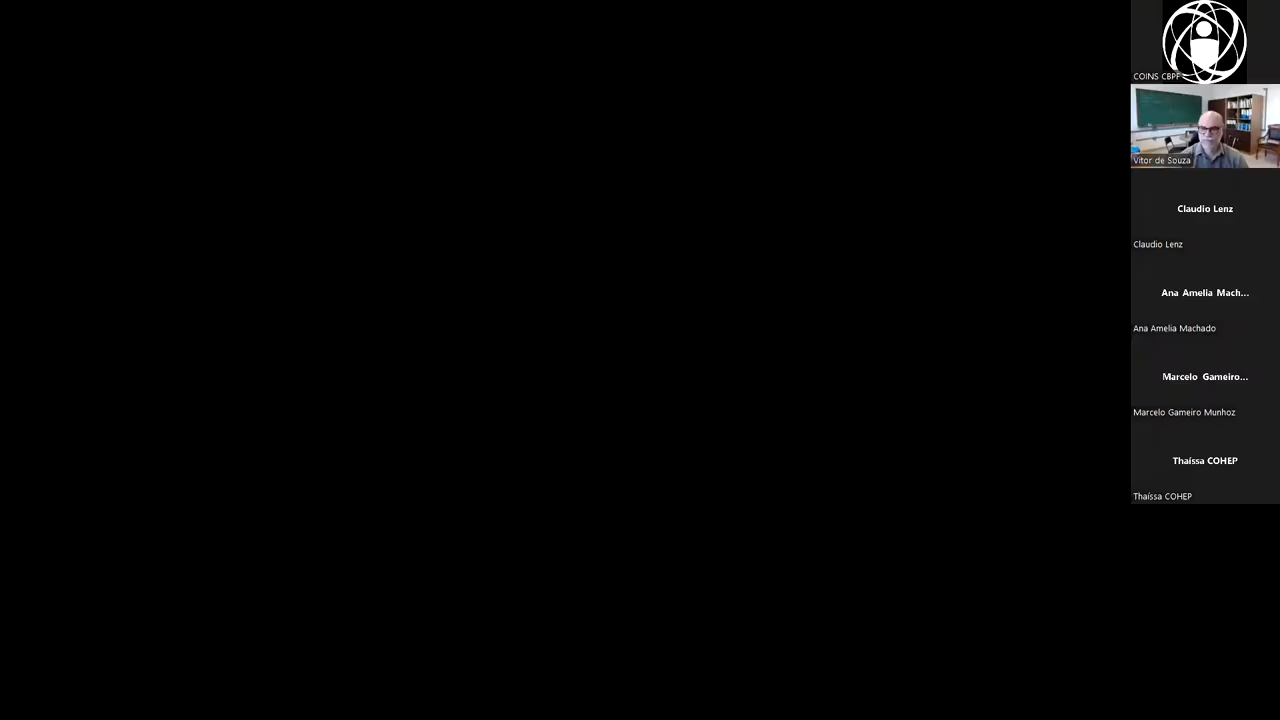 COINS CBPF
Vitor de Souza
Claudio Lenz
Claudio Lenz
Ana Amelia Mach...
Ana Amelia Machado
Marcelo Gameiro...
Marcelo Gameiro Munhoz
Thaíssa COHEP
Thaíssa COHEP